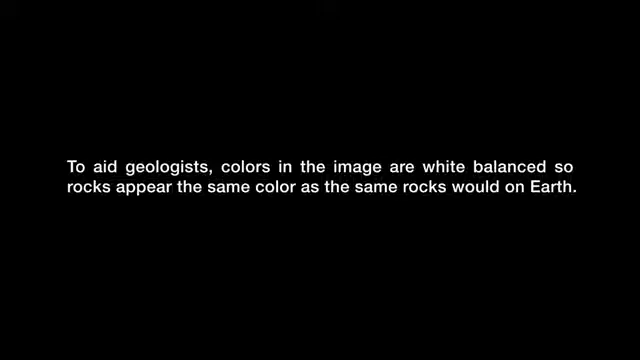 To aid geologists, colors in the image are white balanced so
rocks appear the same color as the same rocks would on Earth.